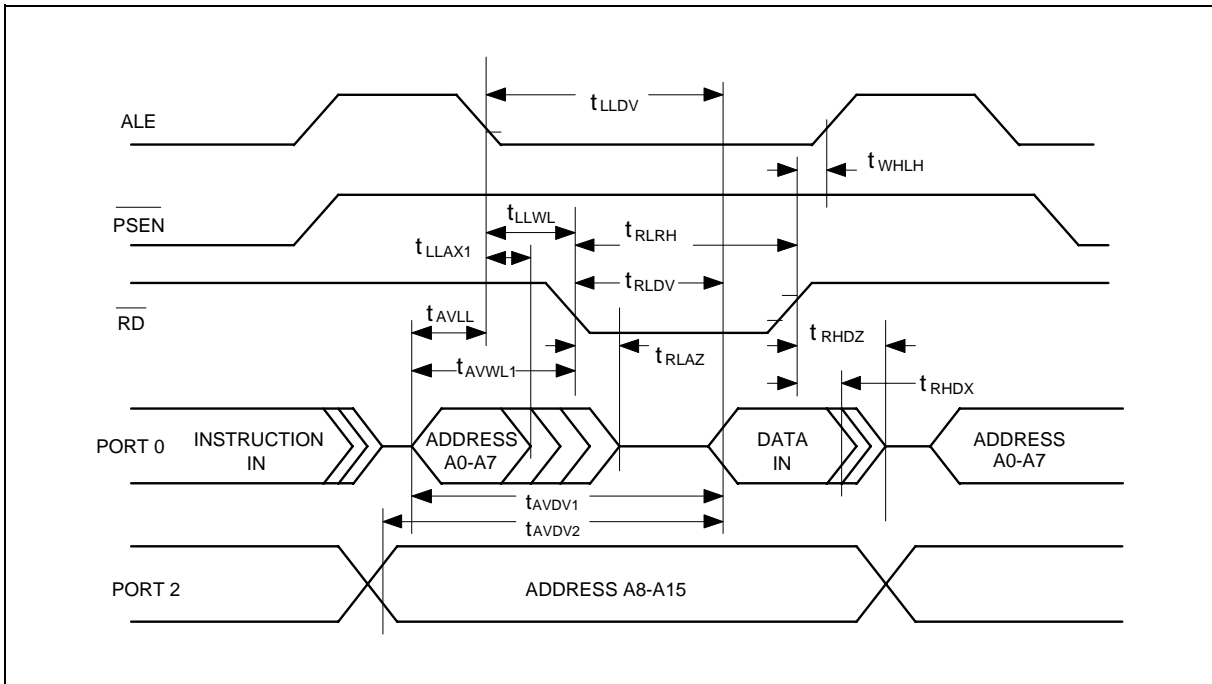 ALE
tLLDV
tWHLH
PSEN
tLLWL
tRLRH
tLLAX1
tRLDV
RD
tAVLL
tRHDZ
tRLAZ
tAVWL1
tRHDX
PORT 0
INSTRUCTION
IN
ADDRESS
A0-A7
DATA
IN
ADDRESS
A0-A7
tAVDV1
tAVDV2
PORT 2
ADDRESS A8-A15